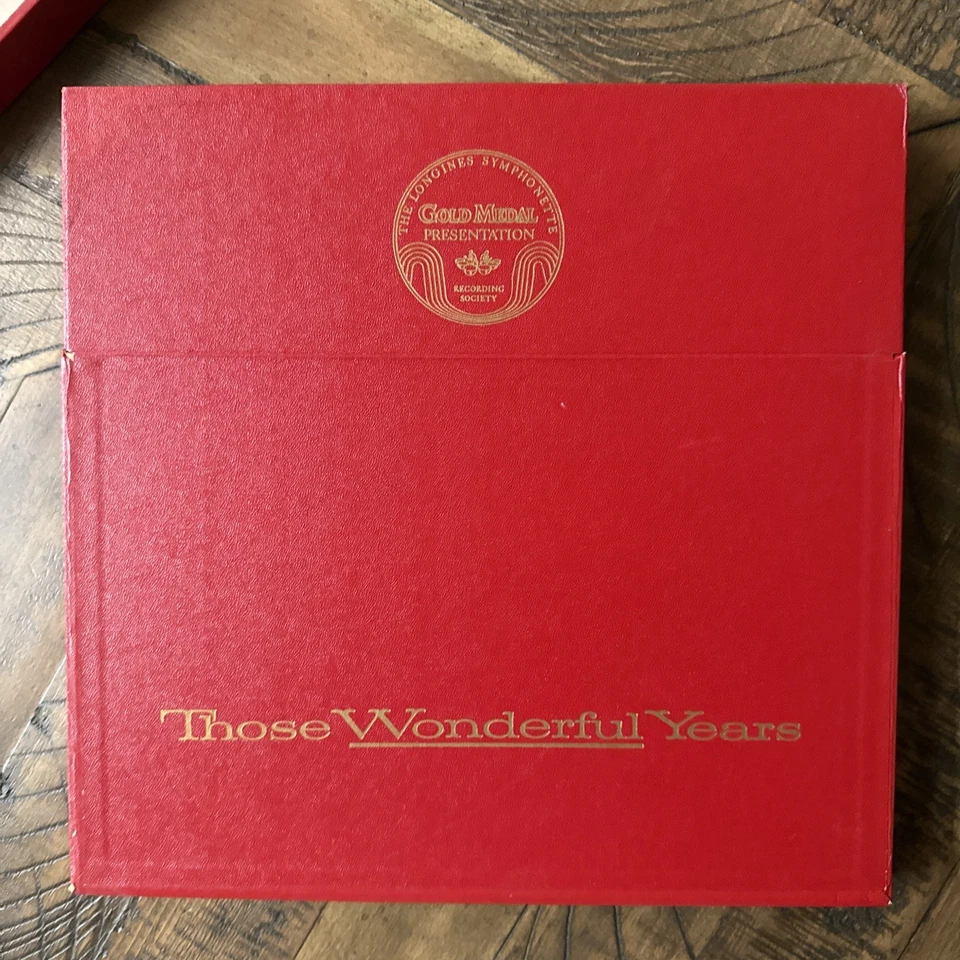 THE LONGINES SYMPHONETTE
GOLD MEDAL
PRESENTATION
RECORDING
SOCIETY
Those Wonderful Years